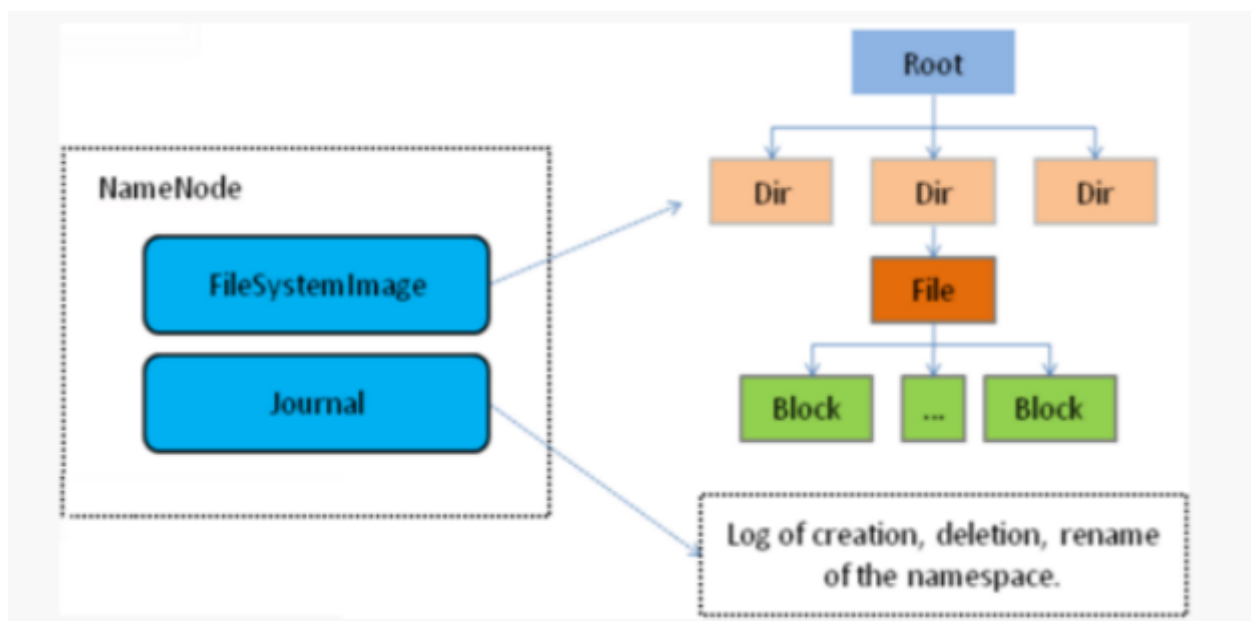 Root
NameNode
Dir
Dir
Dir
FileSystemImage
File
Journal
Block
...
Block
Log of creation, deletion, rename
of the namespace.